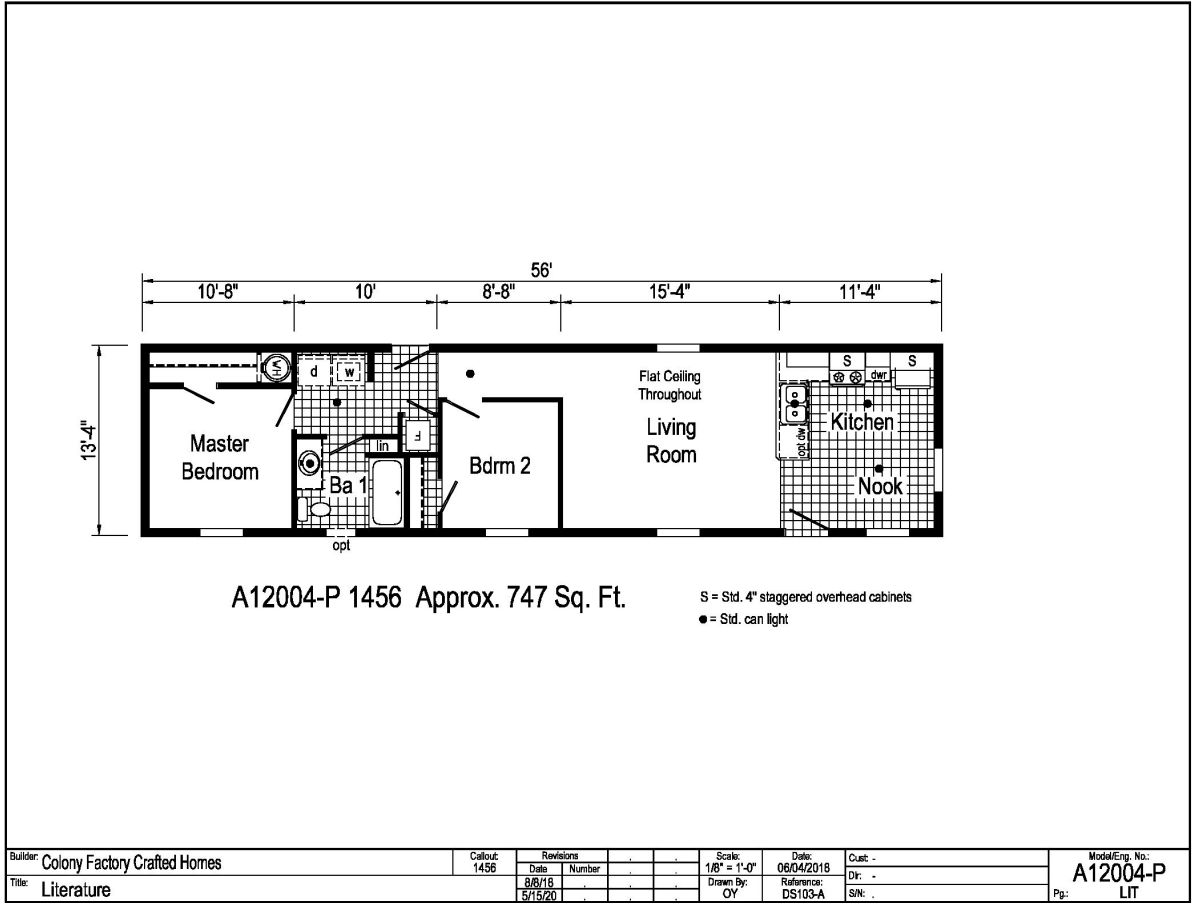 56'
10'-8" 10' 8'-8" 15'-4" 11'-4"
13'-4"
WH
d w
S S
dwr
Flat Ceiling
Throughout
Living
Room
Kitchen
opt dw
Master
Bedroom
F
lin
Bdrm 2
Ba 1
Nook
opt
A12004-P 1456 Approx. 747 Sq. Ft.
S = Std. 4" staggered overhead cabinets
● = Std. can light
Builder: Colony Factory Crafted Homes
Title: Literature
Callout:
1456
Revisions
Date Number
8/8/18
5/15/20
Scale:
1/8" = 1'-0"
Drawn By:
OY
Date:
06/04/2018
Reference:
DS103-A
Cust: -
Dlr: -
S/N: .
Model/Eng. No.:
A12004-P
Pg.: LIT